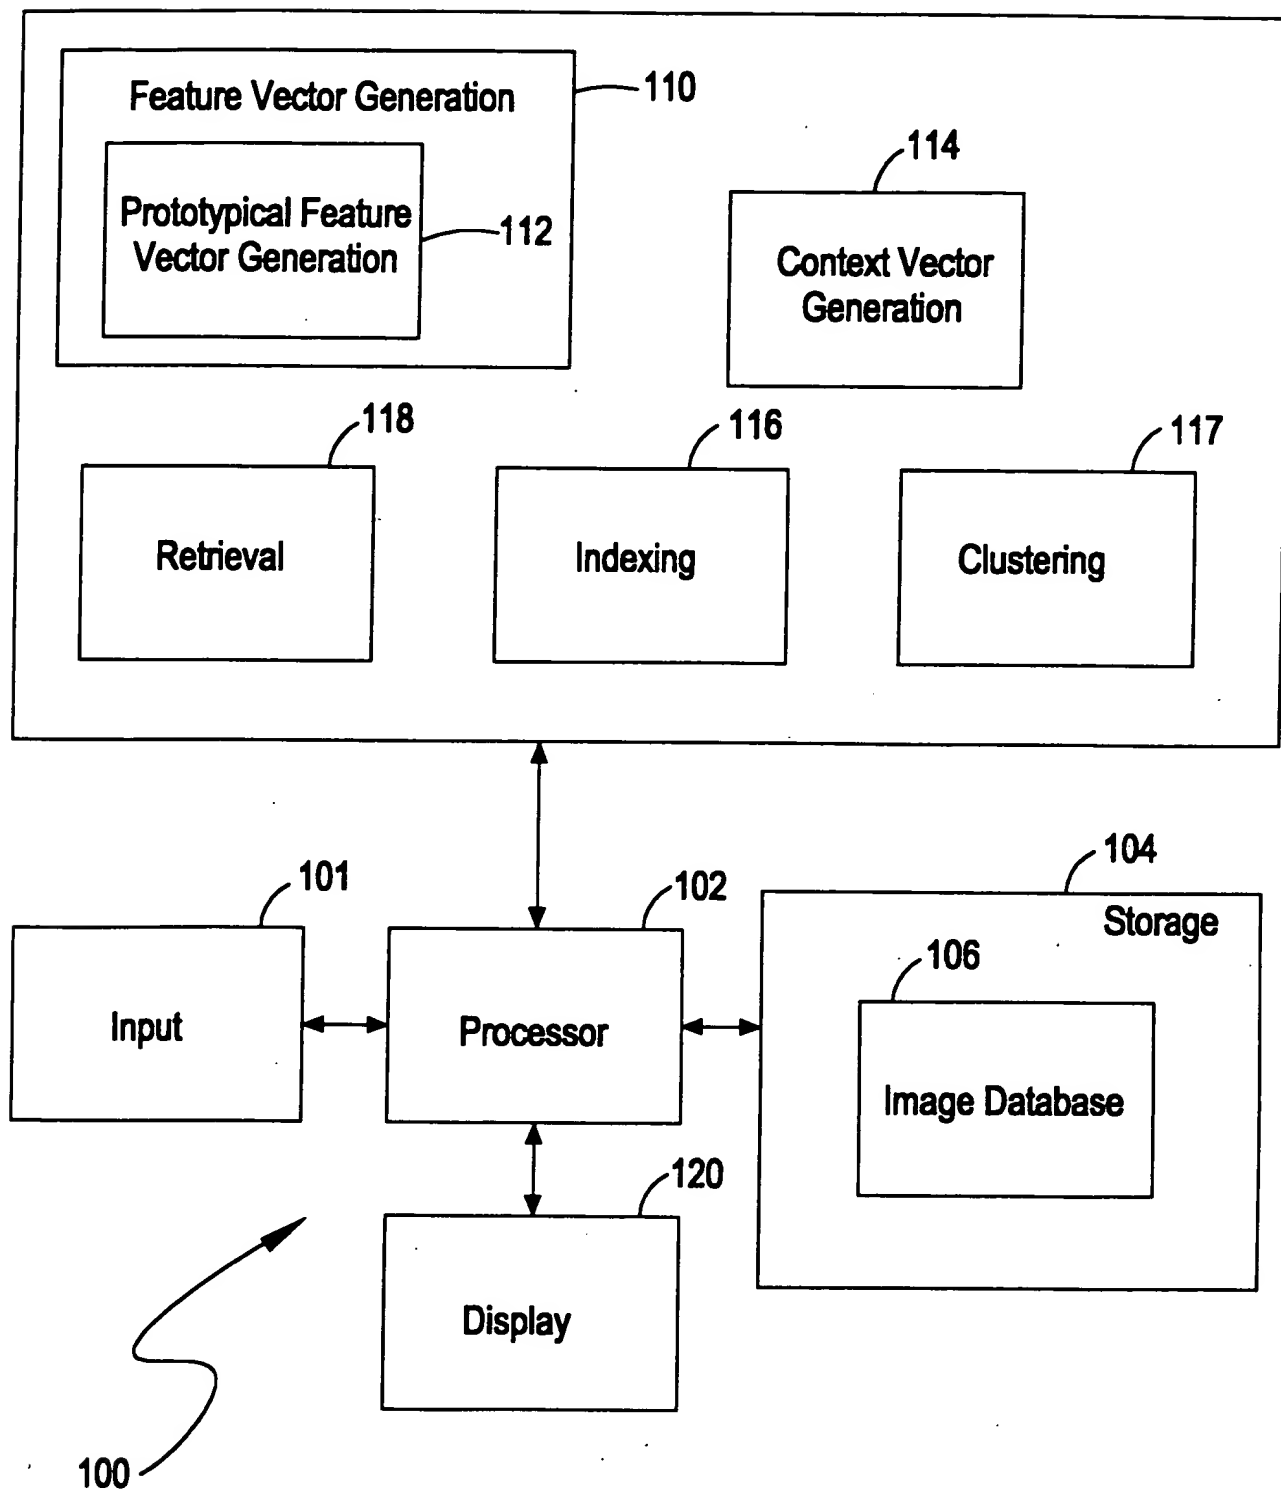 Feature Vector Generation
110
Prototypical Feature
Vector Generation
112
114
Context Vector
Generation
118
Retrieval
116
Indexing
117
Clustering
101
Input
102
Processor
104
Storage
106
Image Database
120
Display
100